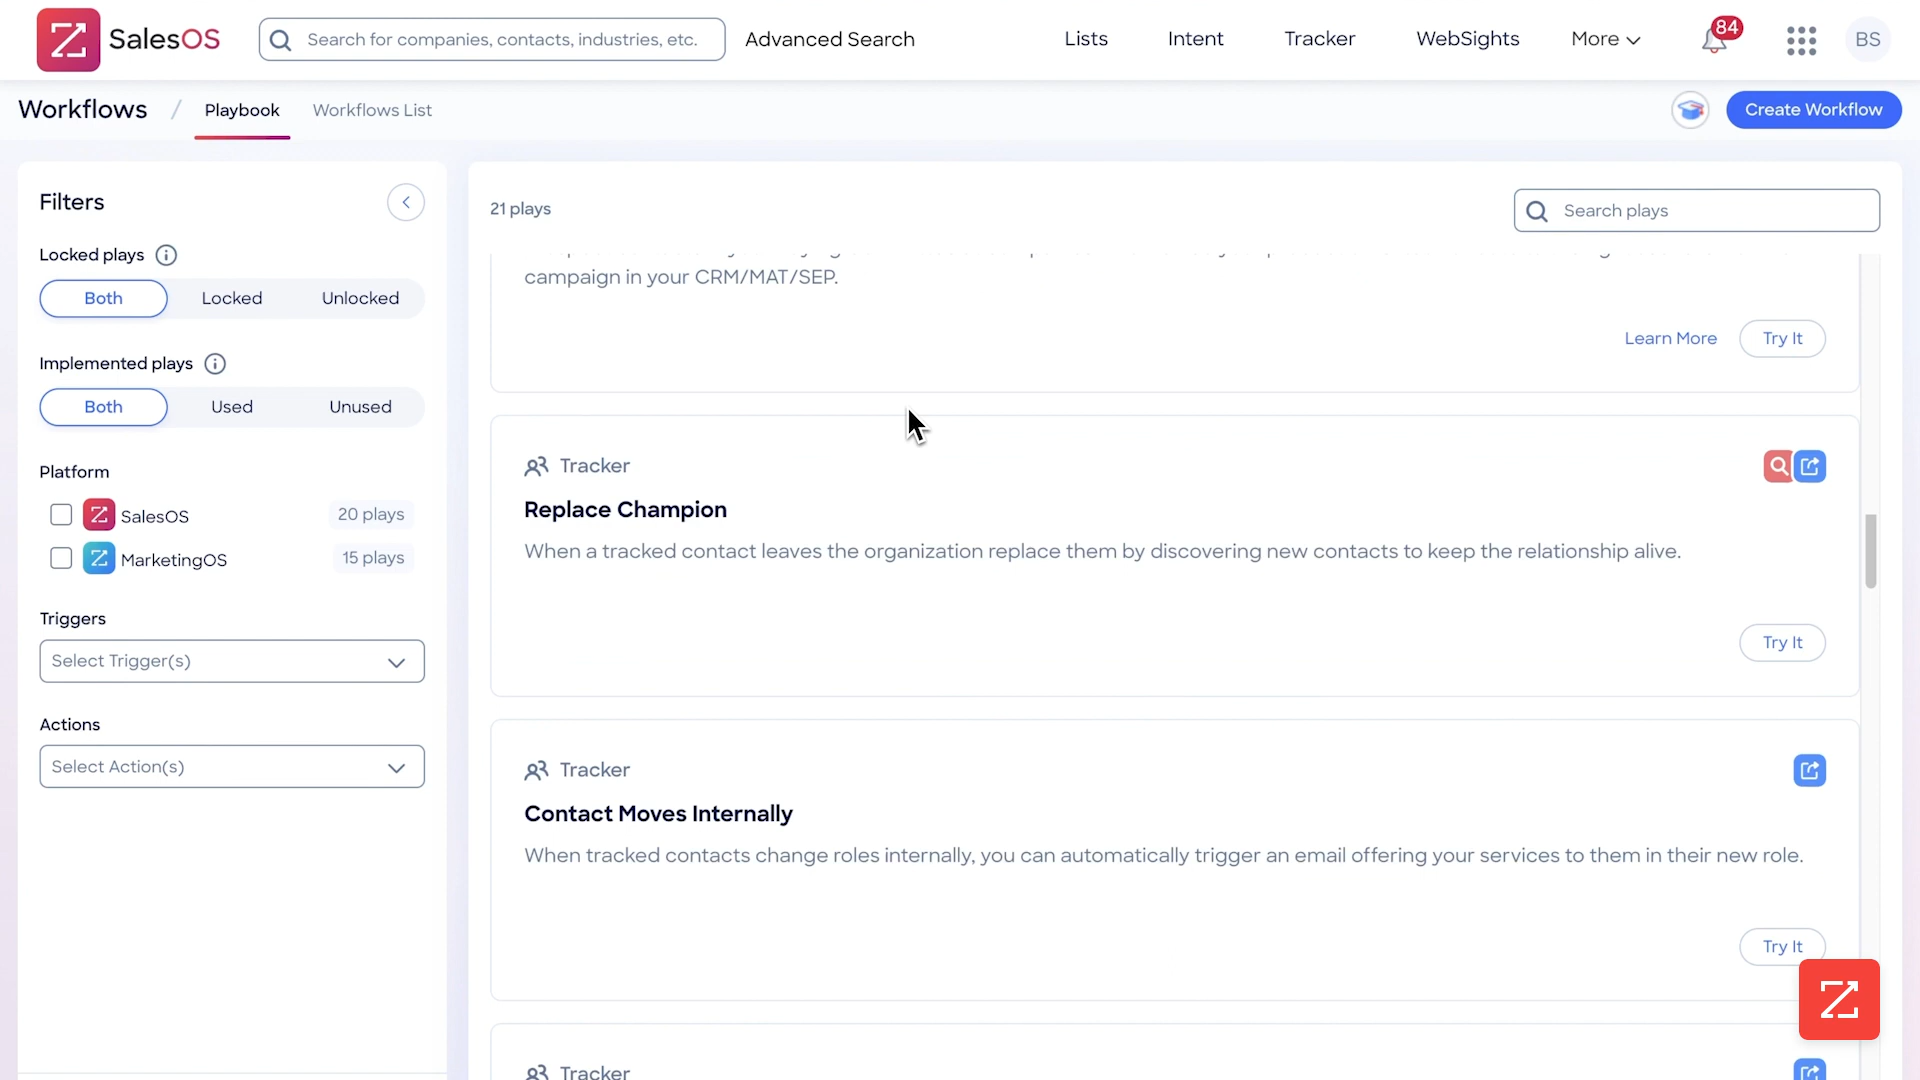 SalesOS
Search for companies, contacts, industries, etc.
Advanced Search
Lists
Intent
Tracker
WebSights
More
84
BS
Workflows / Playbook
Workflows List
Create Workflow
Filters
Locked plays
Both
Locked
Unlocked
Implemented plays
Both
Used
Unused
Platform
SalesOS
20 plays
MarketingOS
15 plays
Triggers
Select Trigger(s)
Actions
Select Action(s)
21 plays
Search plays
campaign in your CRM/MAT/SEP.
Learn More
Try It
Tracker
Replace Champion
When a tracked contact leaves the organization replace them by discovering new contacts to keep the relationship alive.
Try It
Tracker
Contact Moves Internally
When tracked contacts change roles internally, you can automatically trigger an email offering your services to them in their new role.
Try It
Tracker